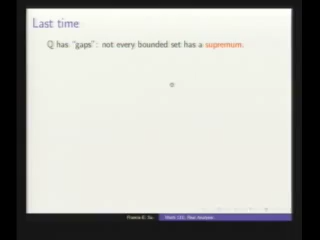 Last time:
ℚ has "gaps": not every bounded set has a supremum.
Francis E. Su Math 131: Real Analysis